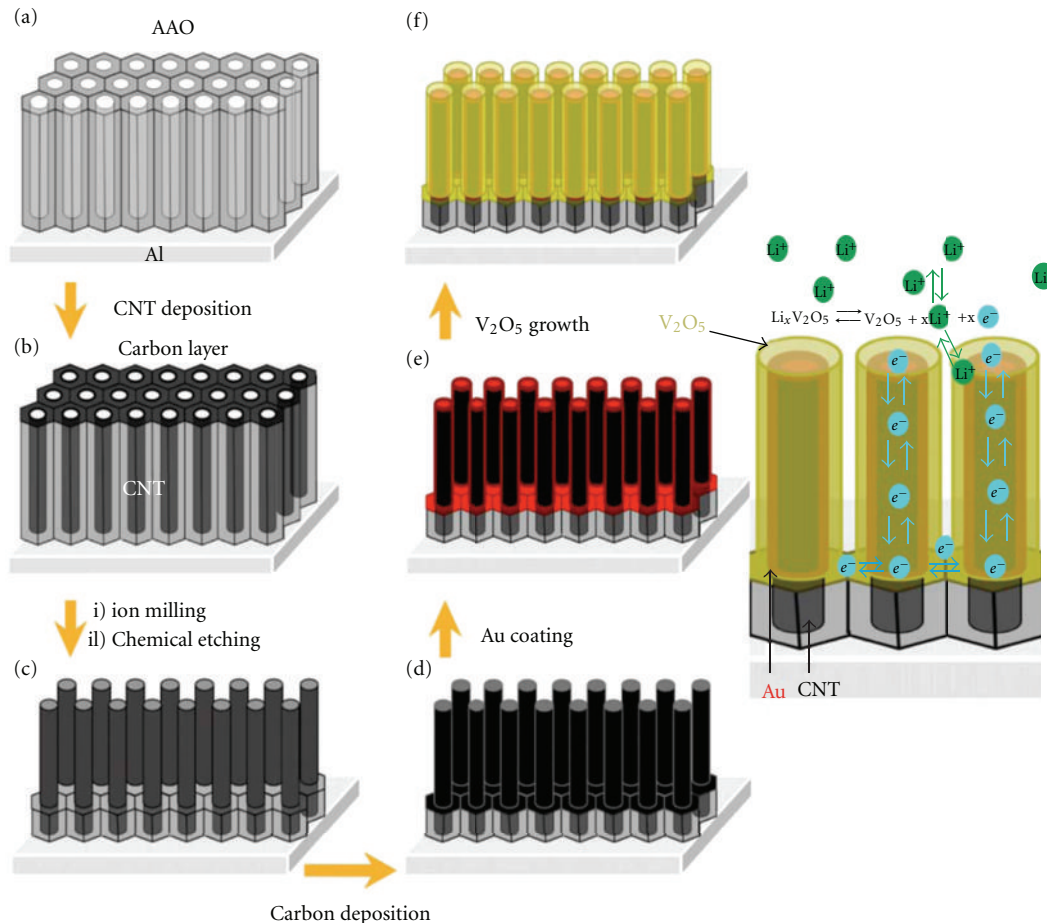 (a)
AAO
Al
CNT deposition
(b)
Carbon layer
CNT
i) ion milling
il) Chemical etching
(c)
Carbon deposition
(d)
Au coating
(e)
V₂O₅ growth
(f)
Li⁺
Li⁺
Li⁺
Li⁺
Li⁺
Li⁺
LiₓV₂O₅ ⇌ V₂O₅ + xLi⁺ +x e⁻
V₂O₅
Li⁺
e⁻
e⁻
e⁻
e⁻
e⁻
e⁻
e⁻
e⁻
e⁻
e⁻
Au CNT